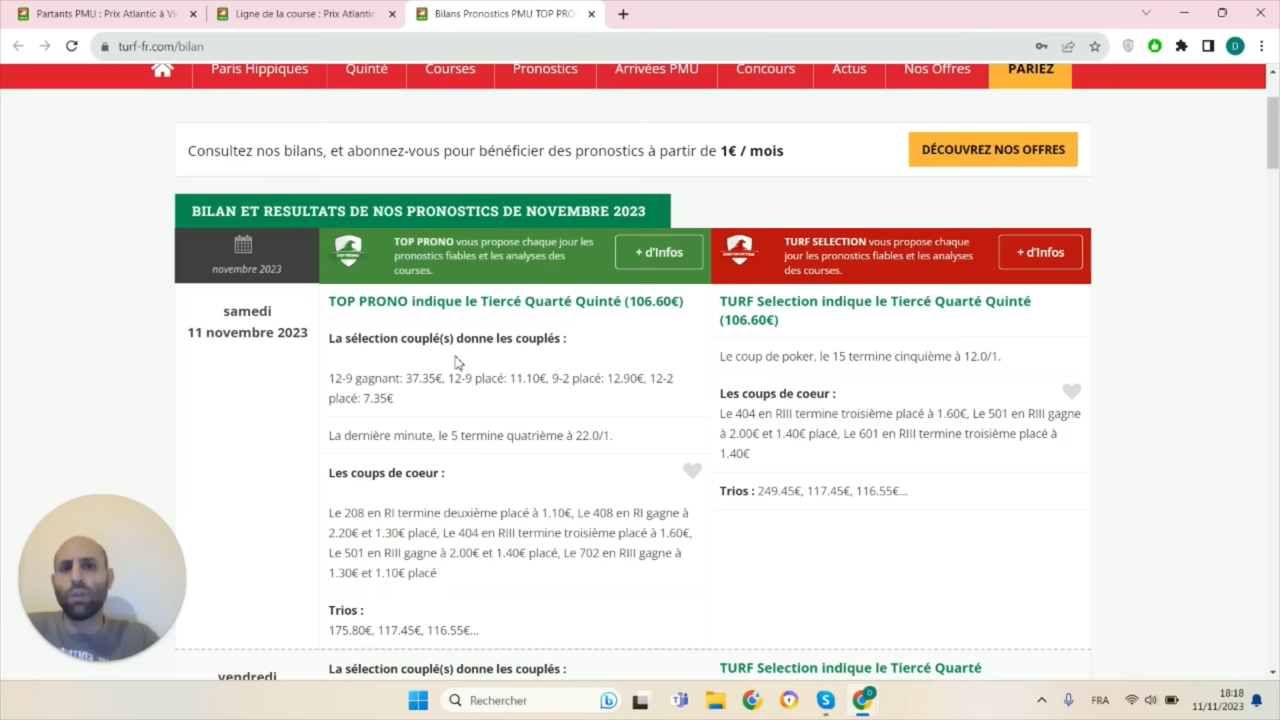 Partants PMU : Prix Atlantic à Vi
Ligne de la course : Prix Atlantic
Bilans Pronostics PMU TOP PRO
turf-fr.com/bilan
D
Paris Hippiques
Quinté
Courses
Pronostics
Arrivées PMU
Concours
Actus
Nos Offres
PARIEZ
Consultez nos bilans, et abonnez-vous pour bénéficier des pronostics à partir de 1€ / mois
DÉCOUVREZ NOS OFFRES
BILAN ET RESULTATS DE NOS PRONOSTICS DE NOVEMBRE 2023
novembre 2023
TOP PRONO vous propose chaque jour les
pronostics fiables et les analyses des
courses.
+ d'Infos
TURF SELECTION vous propose chaque
jour les pronostics fiables et les analyses
des courses.
+ d'Infos
samedi
11 novembre 2023
TOP PRONO indique le Tiercé Quarté Quinté (106.60€)
La sélection couplé(s) donne les couplés :
12-9 gagnant: 37.35€, 12-9 placé: 11.10€, 9-2 placé: 12.90€, 12-2
placé: 7.35€
La dernière minute, le 5 termine quatrième à 22.0/1.
Les coups de coeur :
Le 208 en RI termine deuxième placé à 1.10€, Le 408 en RI gagne à
2.20€ et 1.30€ placé, Le 404 en RIII termine troisième placé à 1.60€,
Le 501 en RIII gagne à 2.00€ et 1.40€ placé, Le 702 en RIII gagne à
1.30€ et 1.10€ placé
Trios :
175.80€, 117.45€, 116.55€...
TURF Selection indique le Tiercé Quarté Quinté
(106.60€)
Le coup de poker, le 15 termine cinquième à 12.0/1.
Les coups de coeur :
Le 404 en RIII termine troisième placé à 1.60€, Le 501 en RIII gagne
à 2.00€ et 1.40€ placé, Le 601 en RIII termine troisième placé à
1.40€
Trios : 249.45€, 117.45€, 116.55€...
vendredi
La sélection couplé(s) donne les couplés :
TURF Selection indique le Tiercé Quarté
Rechercher
FRA
18:18
11/11/2023